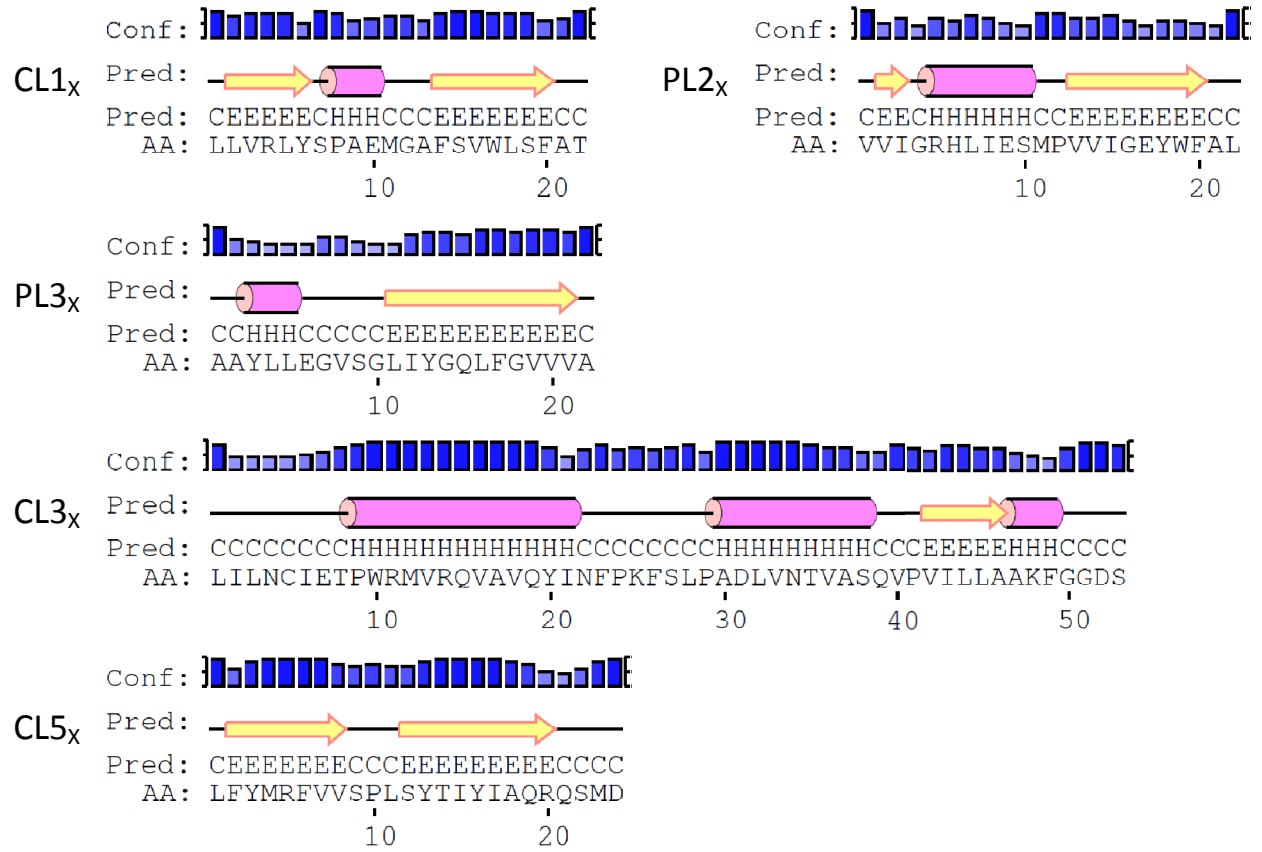 Conf:
CL1X Pred:
Pred: CEEEEECHHHCCCEEEEEEECC
AA: LLVRLYSPAEMGAFSVWLSFAT
10 20
Conf:
PL2X Pred:
Pred: CEECHHHHHHCCEEEEEEEECC
AA: VVIGRHLIESMPVVIGEYWFAL
10 20
Conf:
PL3X Pred:
Pred: CCHHHCCCCCEEEEEEEEEEEC
AA: AAYLLEGVSGLIYGQLFGVVVA
10 20
Conf:
CL3X Pred:
Pred: CCCCCCCCHHHHHHHHHHHHHCCCCCCCCHHHHHHHHHCCCEEEEEHHHCCCC
AA: LILNCIETPWRMVRQVAVQYINFPKFSLPADLVNTVASQVPVILLAAKFGGDS
10 20 30 40 50
Conf:
CL5X Pred:
Pred: CEEEEEEECCCEEEEEEEEECCCC
AA: LFYMRFVVSPLSYTIYIAQRQSMD
10 20